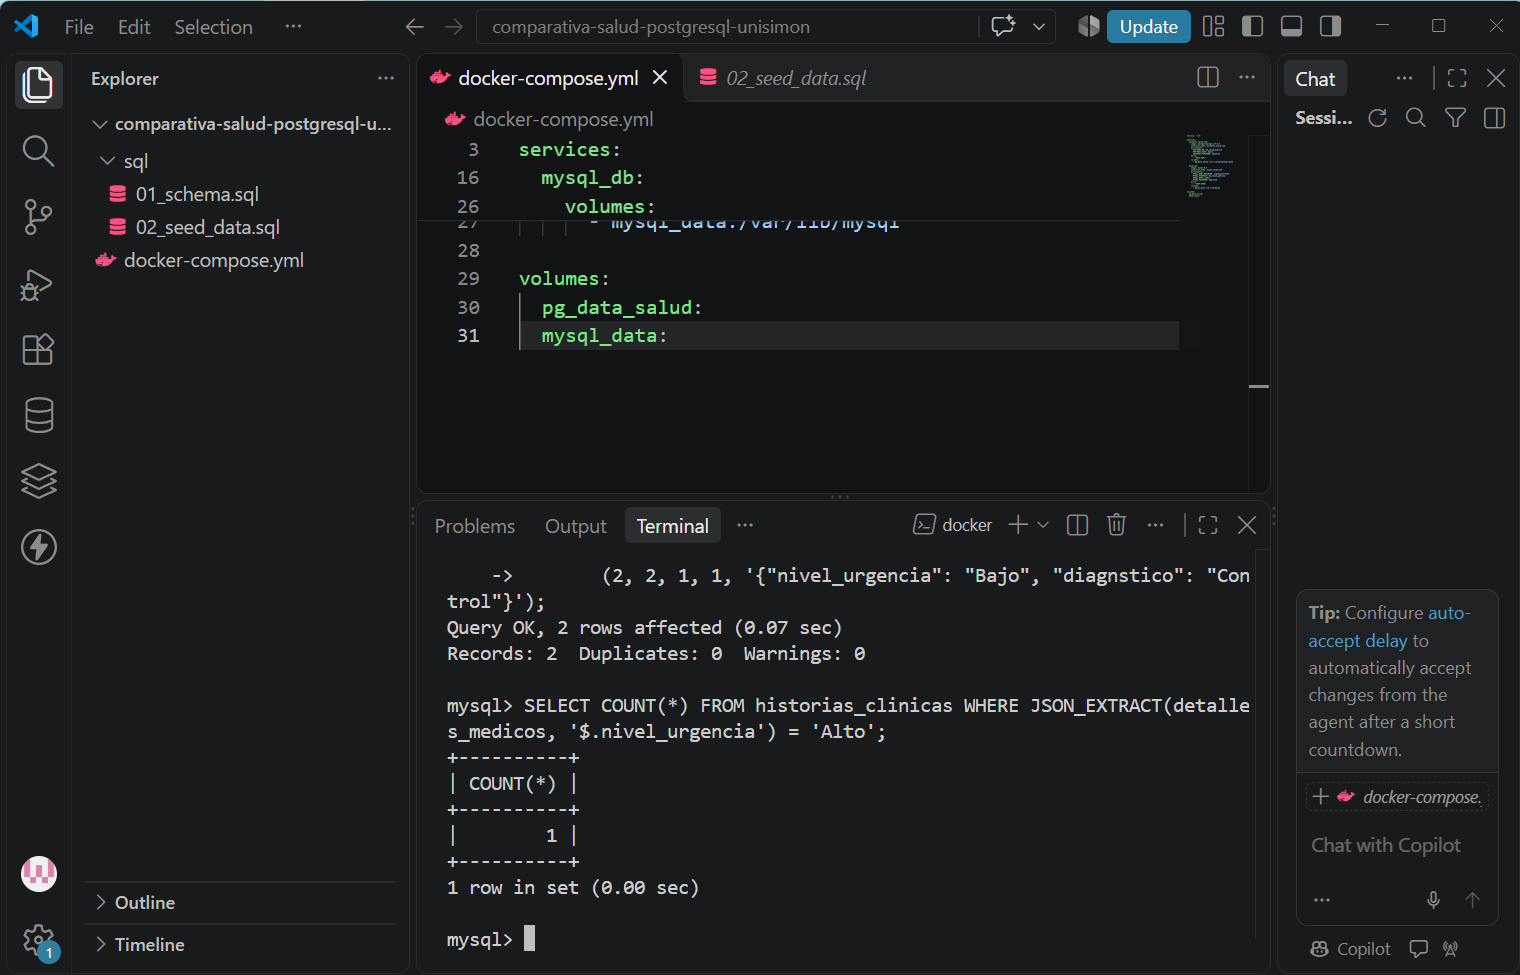 File Edit Selection ··· comparativa-salud-postgresql-unisimon Update
Explorer ···
comparativa-salud-postgresql-u...
sql
01_schema.sql
02_seed_data.sql
docker-compose.yml
Outline
Timeline
1
docker-compose.yml 02_seed_data.sql ···
docker-compose.yml
3 services:
16 mysql_db:
26 volumes:
27 - mysql_data:/var/lib/mysql
28
29 volumes:
30 pg_data_salud:
31 mysql_data:
Problems Output Terminal ··· docker ···
-> (2, 2, 1, 1, '{"nivel_urgencia": "Bajo", "diagnstico": "Con
trol"}');
Query OK, 2 rows affected (0.07 sec)
Records: 2 Duplicates: 0 Warnings: 0
mysql> SELECT COUNT(*) FROM historias_clinicas WHERE JSON_EXTRACT(detalle
s_medicos, '$.nivel_urgencia') = 'Alto';
+----------+
| COUNT(*) |
+----------+
| 1 |
+----------+
1 row in set (0.00 sec)
mysql>
Chat ···
Sessi...
Tip: Configure auto-
accept delay to
automatically accept
changes from the
agent after a short
countdown.
docker-compose.
Chat with Copilot
···
Copilot